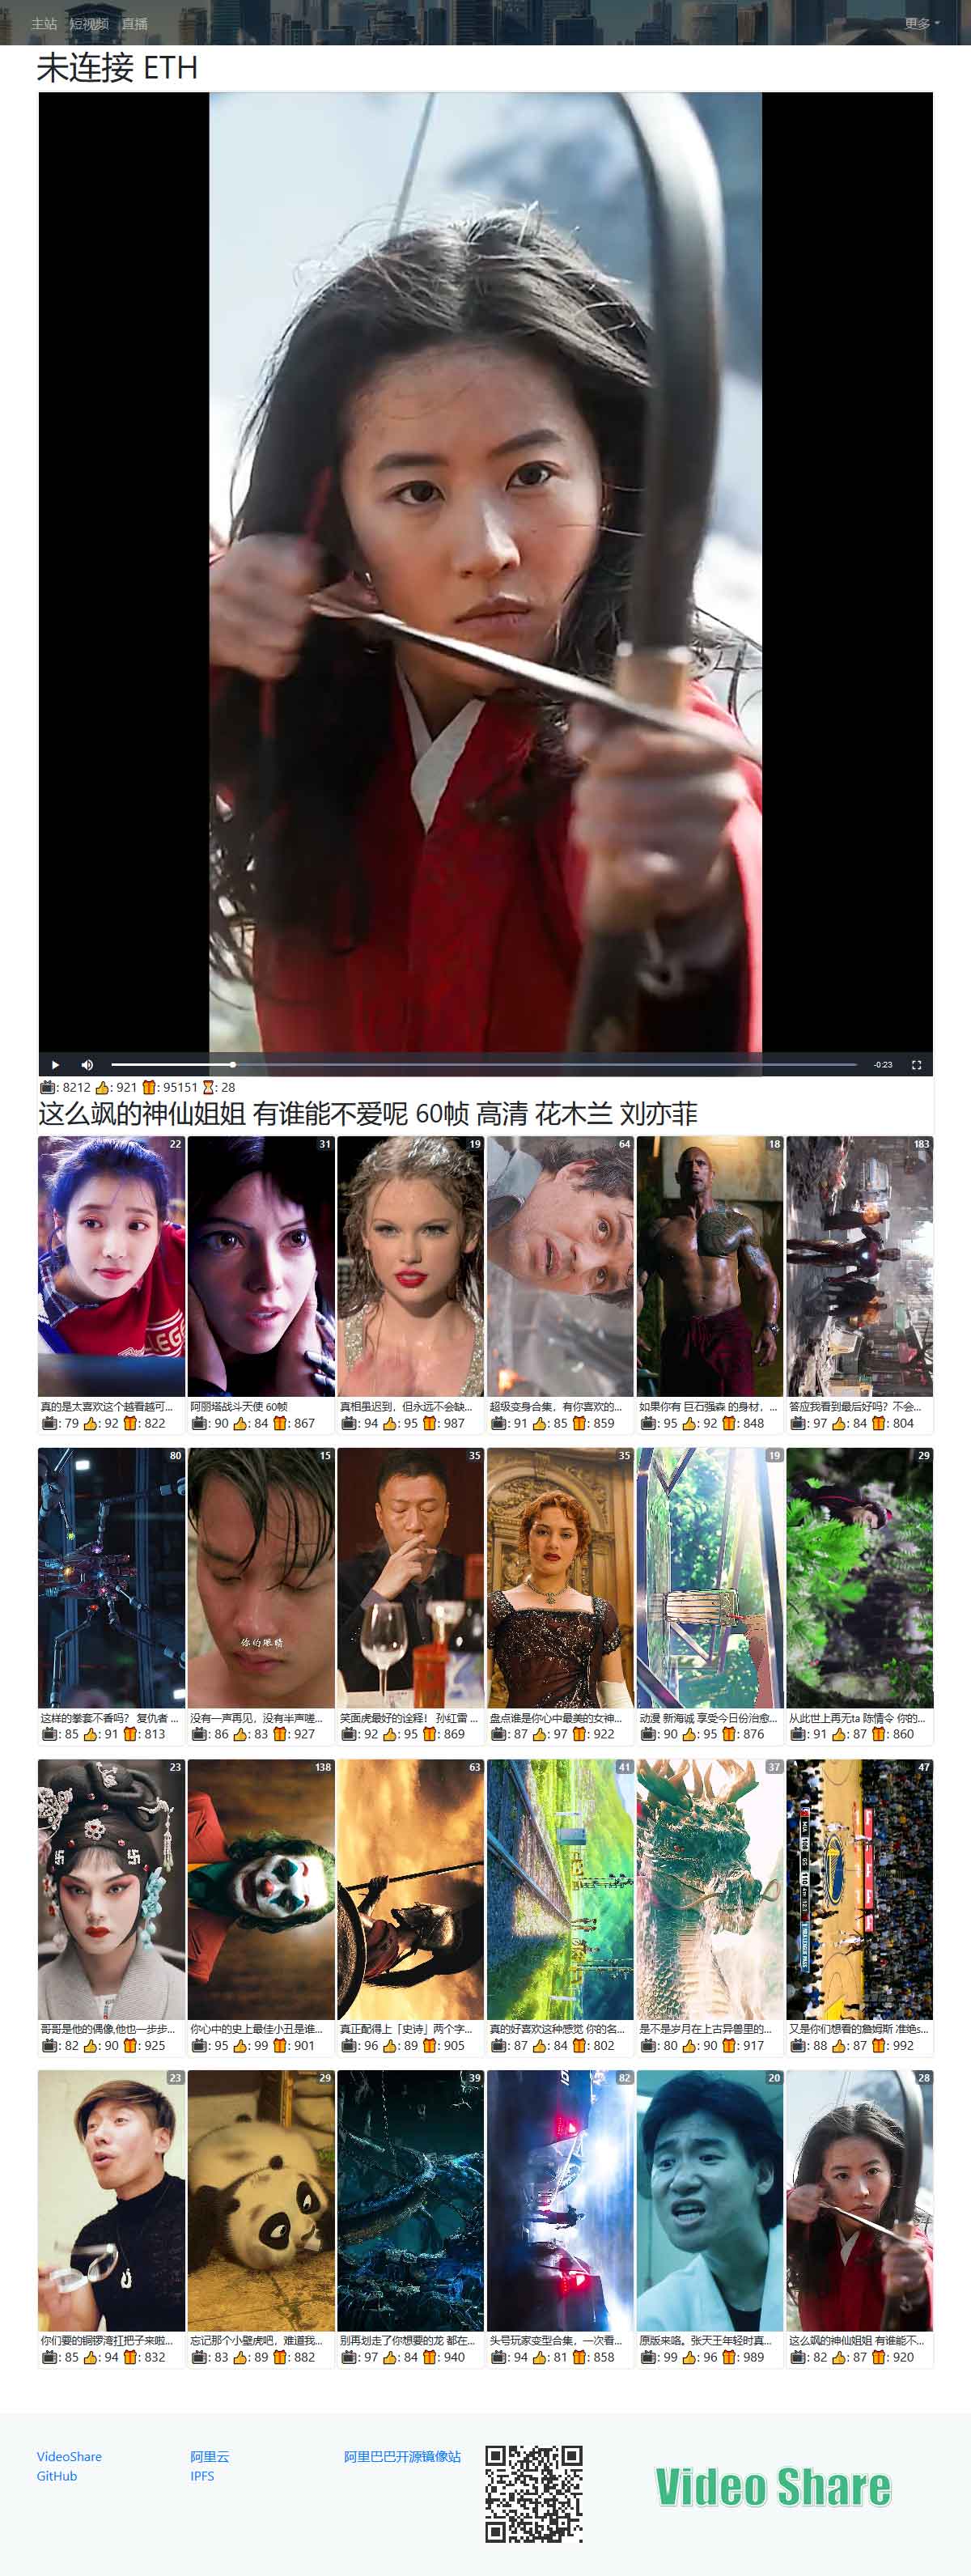 主站 短视频 直播 更多
未连接 ETH
-0:23
: 8212 : 921 : 95151 : 28
这么飒的神仙姐姐 有谁能不爱呢 60帧 高清 花木兰 刘亦菲
22 31 19 64 18 183
真的是太喜欢这个越看越可... 阿丽塔战斗天使 60帧 真相虽迟到，但永远不会缺... 超级变身合集，有你喜欢的... 如果你有 巨石强森 的身材，... 答应我看到最后好吗？不会...
: 79 : 92 : 822 : 90 : 84 : 867 : 94 : 95 : 987 : 91 : 85 : 859 : 95 : 92 : 848 : 97 : 84 : 804
80 15 35 35 19 29
你的眼睛
这样的拳套不香吗？ 复仇者 ... 没有一声再见，没有半声嗟... 笑面虎最好的诠释！ 孙红雷 ... 盘点谁是你心中最美的女神... 动漫 新海诚 享受今日份治愈... 从此世上再无ta 陈情令 你的...
: 85 : 91 : 813 : 86 : 83 : 927 : 92 : 95 : 869 : 87 : 97 : 922 : 90 : 95 : 876 : 91 : 87 : 860
23 138 63 41 37 47
哥哥是他的偶像,他也一步步... 你心中的史上最佳小丑是谁... 真正配得上「史诗」两个字... 真的好喜欢这种感觉 你的名... 是不是岁月在上古异兽里的... 又是你们想看的詹姆斯 准绝s...
: 82 : 90 : 925 : 95 : 99 : 901 : 96 : 89 : 905 : 87 : 84 : 802 : 80 : 90 : 917 : 88 : 87 : 992
23 29 39 82 20 28
你们要的铜锣湾扛把子来啦... 忘记那个小壁虎吧，难道我... 别再划走了你想要的龙 都在... 头号玩家变型合集，一次看... 原版来咯。张天王年轻时真... 这么飒的神仙姐姐 有谁能不...
: 85 : 94 : 832 : 83 : 89 : 882 : 97 : 84 : 940 : 94 : 81 : 858 : 99 : 96 : 989 : 82 : 87 : 920
VideoShare 阿里云 阿里巴巴开源镜像站
GitHub IPFS
Video Share